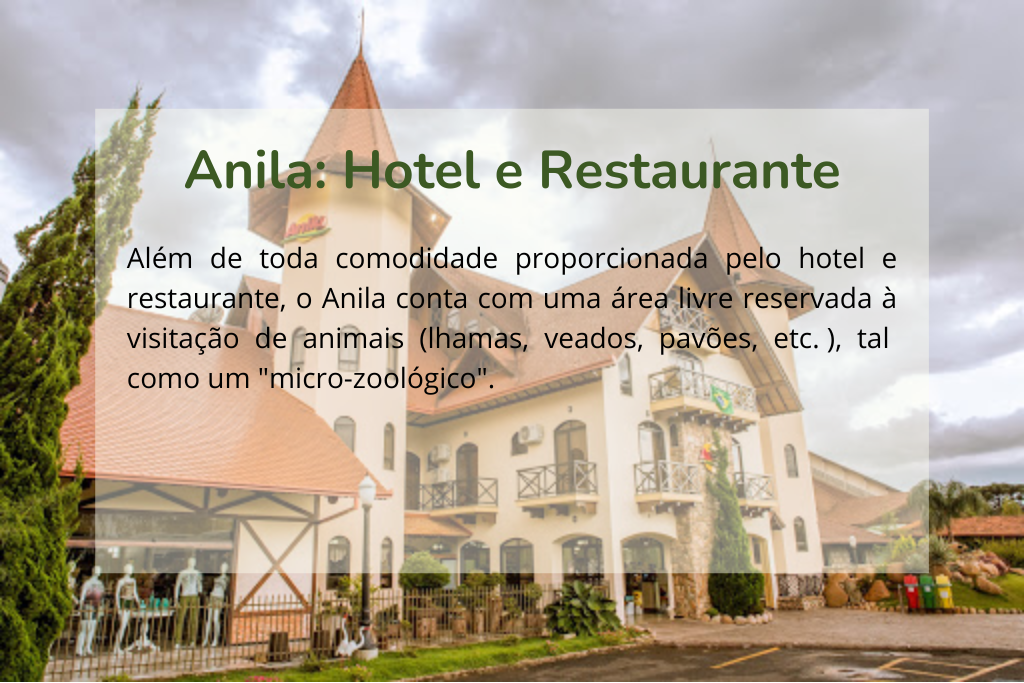 Anila: Hotel e Restaurante
Além de toda comodidade proporcionada pelo hotel e
restaurante, o Anila conta com uma área livre reservada à
visitação de animais (lhamas, veados, pavões, etc. ), tal
como um "micro-zoológico".
Anila